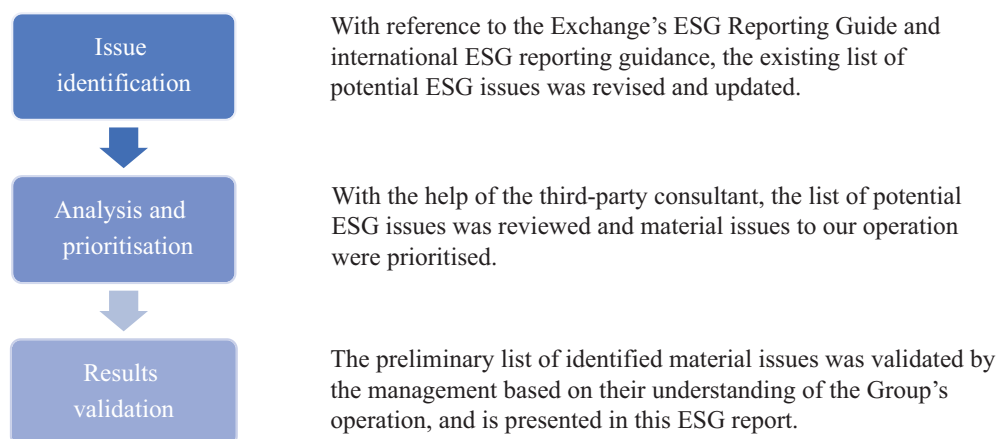 Issue
identification
With reference to the Exchange’s ESG Reporting Guide and
international ESG reporting guidance, the existing list of
potential ESG issues was revised and updated.
Analysis and
prioritisation
With the help of the third-party consultant, the list of potential
ESG issues was reviewed and material issues to our operation
were prioritised.
Results
validation
The preliminary list of identified material issues was validated by
the management based on their understanding of the Group’s
operation, and is presented in this ESG report.